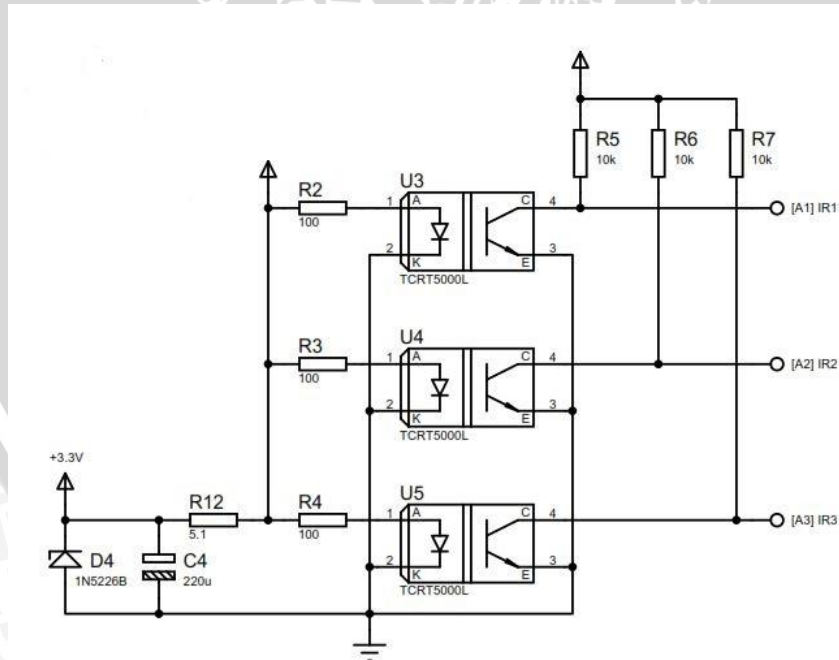 R5
10k
R6
10k
R7
10k
R2
100
U3
1 A
C 4
2 K
E 3
TCRT5000L
[A1] IR1
R3
100
U4
1 A
C 4
2 K
E 3
TCRT5000L
[A2] IR2
+3.3V
R12
5.1
R4
100
U5
1 A
C 4
2 K
E 3
TCRT5000L
[A3] IR3
D4
1N5226B
C4
220u